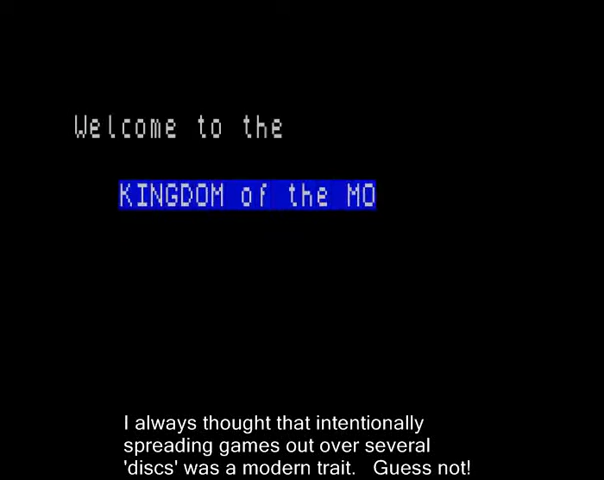 Welcome to the
KINGDOM of the MO
I always thought that intentionally
spreading games out over several
'discs' was a modern trait.   Guess not!